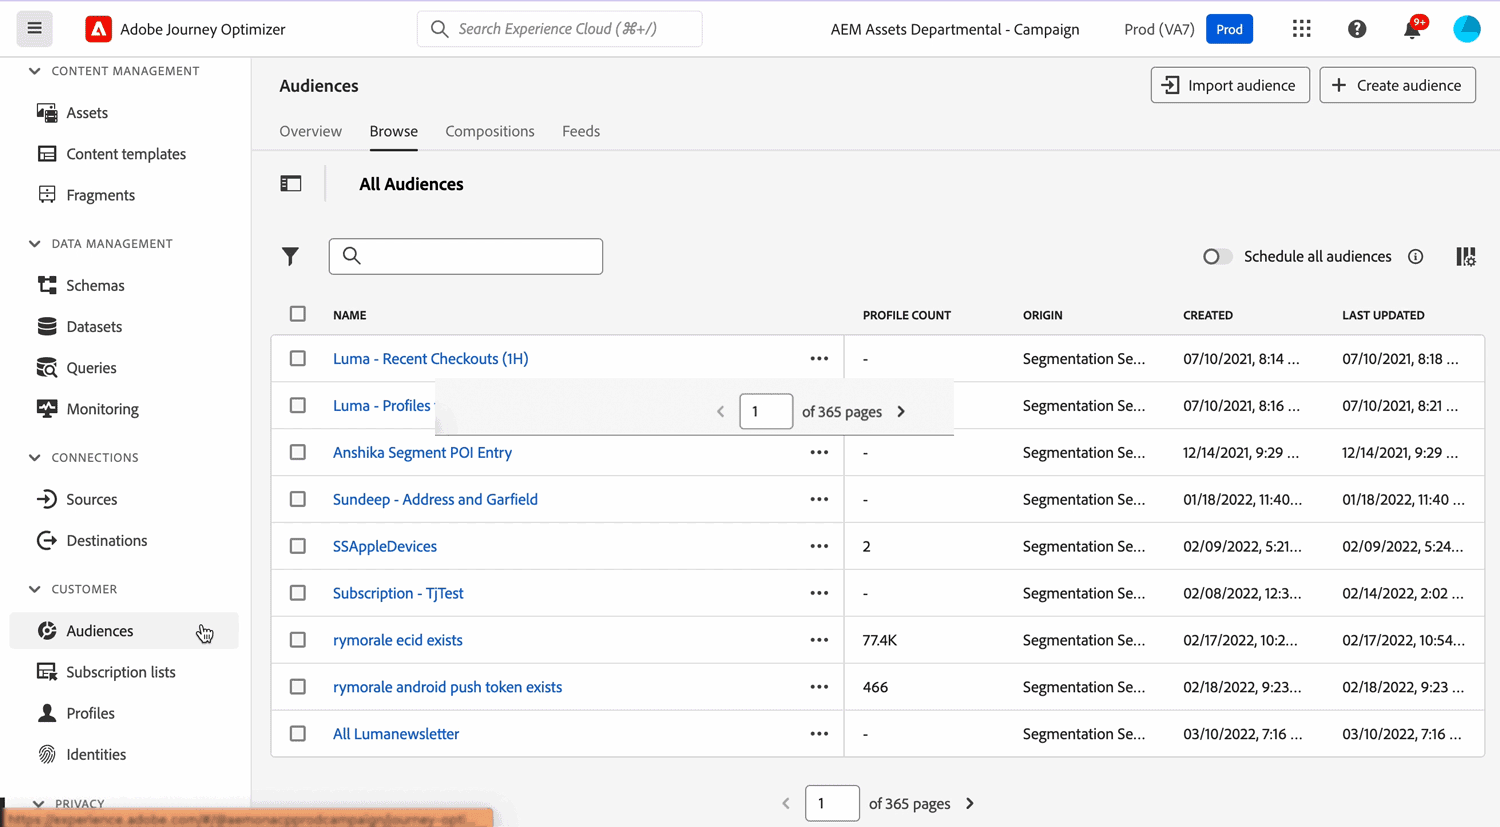 Adobe Journey Optimizer
Search Experience Cloud (⌘+/)
AEM Assets Departmental - Campaign
Prod (VA7)
Prod
9+
CONTENT MANAGEMENT
Assets
Content templates
Fragments
DATA MANAGEMENT
Schemas
Datasets
Queries
Monitoring
CONNECTIONS
Sources
Destinations
CUSTOMER
Audiences
Subscription lists
Profiles
Identities
PRIVACY
Audiences
Import audience
Create audience
Overview Browse Compositions Feeds
All Audiences
Schedule all audiences
NAME PROFILE COUNT ORIGIN CREATED LAST UPDATED
Luma - Recent Checkouts (1H) ••• - Segmentation Se... 07/10/2021, 8:14 ... 07/10/2021, 8:18 ...
Luma - Profiles Segmentation Se... 07/10/2021, 8:16 ... 07/10/2021, 8:21 ...
1 of 365 pages
Anshika Segment POI Entry ••• - Segmentation Se... 12/14/2021, 9:29 ... 12/14/2021, 9:29 ...
Sundeep - Address and Garfield ••• - Segmentation Se... 01/18/2022, 11:40... 01/18/2022, 11:40 ...
SSAppleDevices ••• 2 Segmentation Se... 02/09/2022, 5:21... 02/09/2022, 5:24...
Subscription - TjTest ••• - Segmentation Se... 02/08/2022, 12:3... 02/14/2022, 2:02 ...
rymorale ecid exists ••• 77.4K Segmentation Se... 02/17/2022, 10:2... 02/17/2022, 10:54...
rymorale android push token exists ••• 466 Segmentation Se... 02/18/2022, 9:23... 02/18/2022, 9:23 ...
All Lumanewsletter ••• - Segmentation Se... 03/10/2022, 7:16 ... 03/10/2022, 7:16 ...
1 of 365 pages